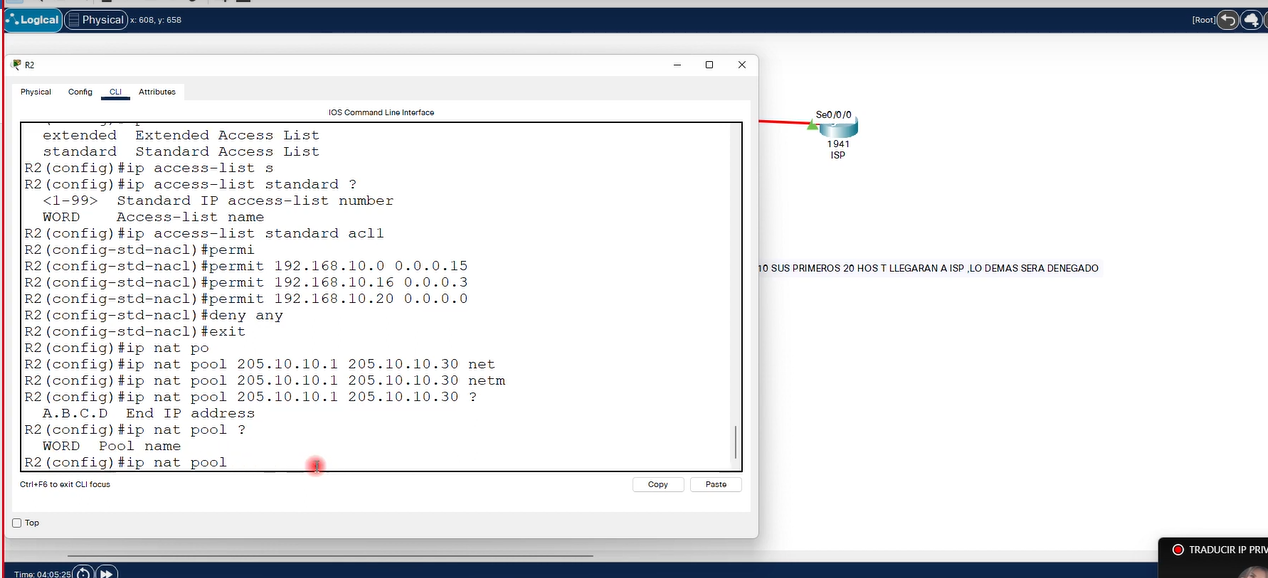 Logical
Physical x: 608, y: 658
[Root]
R2
Physical Config CLI Attributes
IOS Command Line Interface
extended Extended Access List
standard Standard Access List
R2(config)#ip access-list s
R2(config)#ip access-list standard ?
<1-99> Standard IP access-list number
WORD Access-list name
R2(config)#ip access-list standard acl1
R2(config-std-nacl)#permi
R2(config-std-nacl)#permit 192.168.10.0 0.0.0.15
R2(config-std-nacl)#permit 192.168.10.16 0.0.0.3
R2(config-std-nacl)#permit 192.168.10.20 0.0.0.0
R2(config-std-nacl)#deny any
R2(config-std-nacl)#exit
R2(config)#ip nat po
R2(config)#ip nat pool 205.10.10.1 205.10.10.30 net
R2(config)#ip nat pool 205.10.10.1 205.10.10.30 netm
R2(config)#ip nat pool 205.10.10.1 205.10.10.30 ?
A.B.C.D End IP address
R2(config)#ip nat pool ?
WORD Pool name
R2(config)#ip nat pool
Ctrl+F6 to exit CLI focus
Copy Paste
Top
Se0/0/0
1941
ISP
10 SUS PRIMEROS 20 HOS T LLEGARAN A ISP ,LO DEMAS SERA DENEGADO
TRADUCIR IP PRIV
Time: 04:05:25